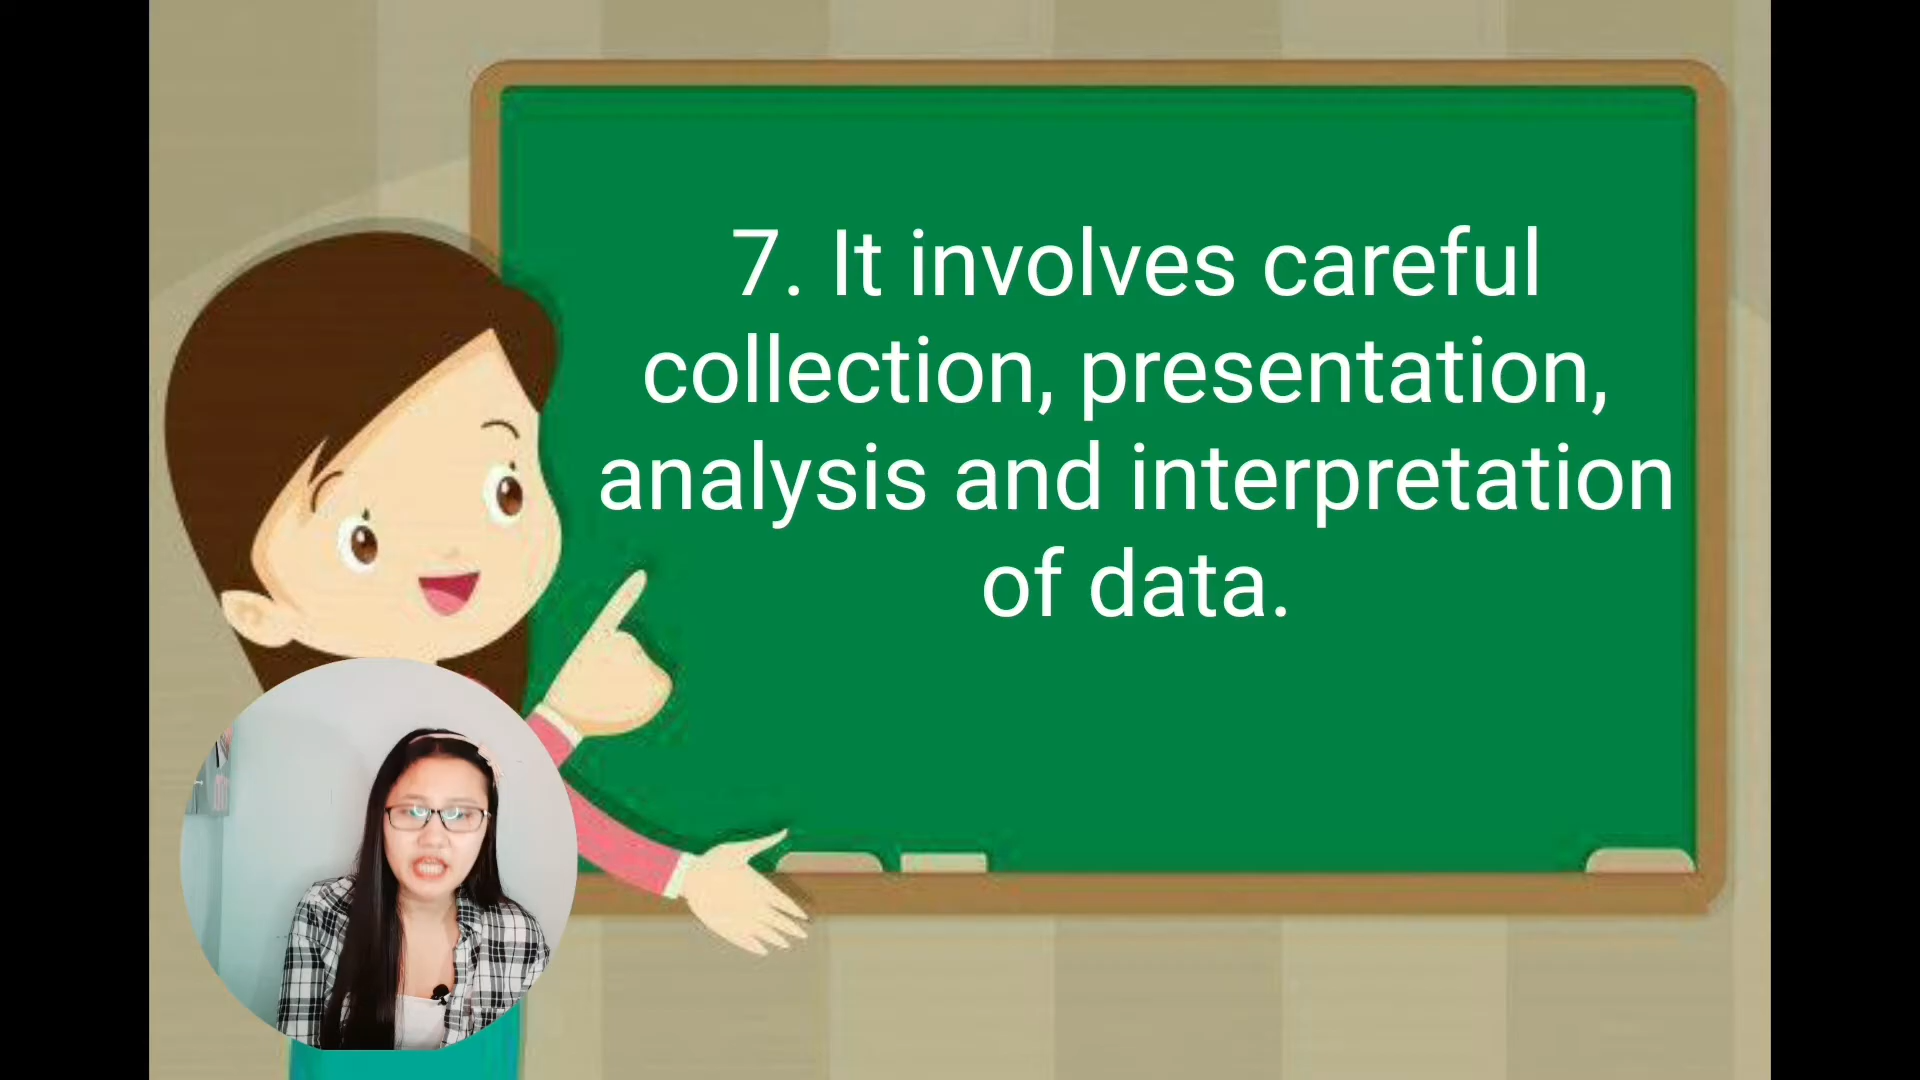 7. It involves careful
collection, presentation,
analysis and interpretation
of data.